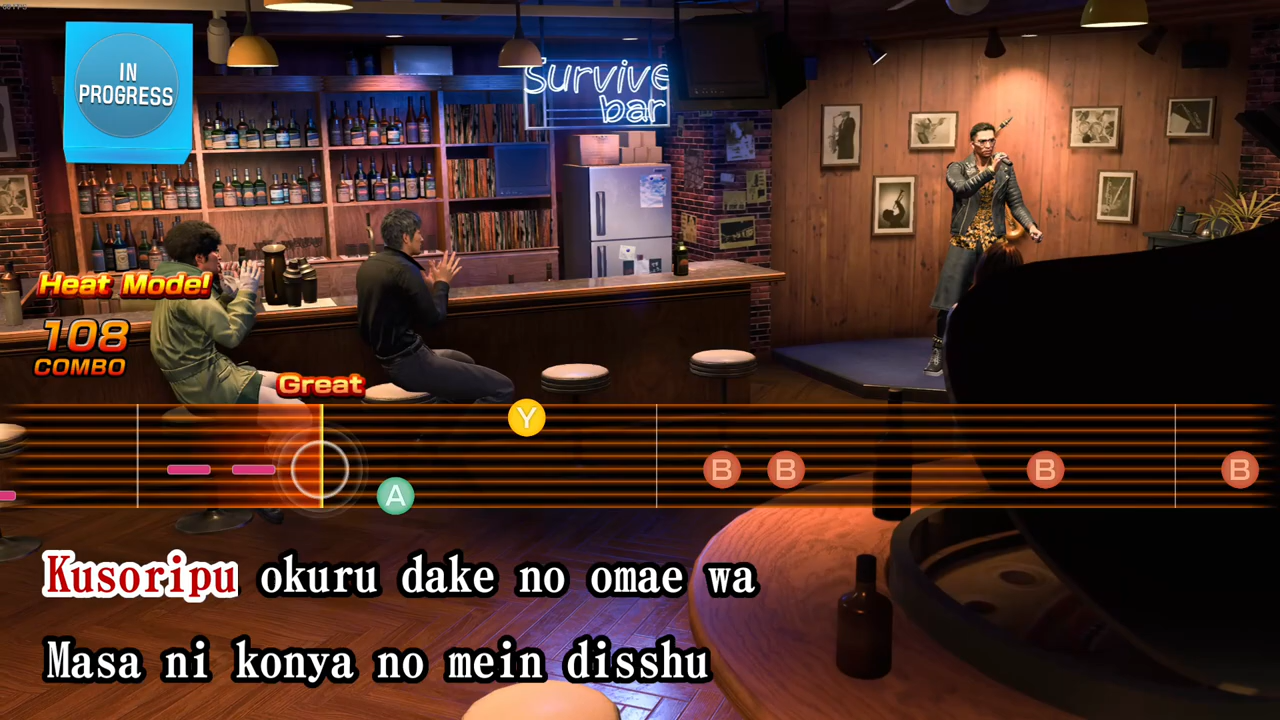 IN
PROGRESS
Survive
bar
Heat Mode!
108
COMBO
Great
Y
A
B
B
B
B
Kusoripu okuru dake no omae wa
Masa ni konya no mein disshu